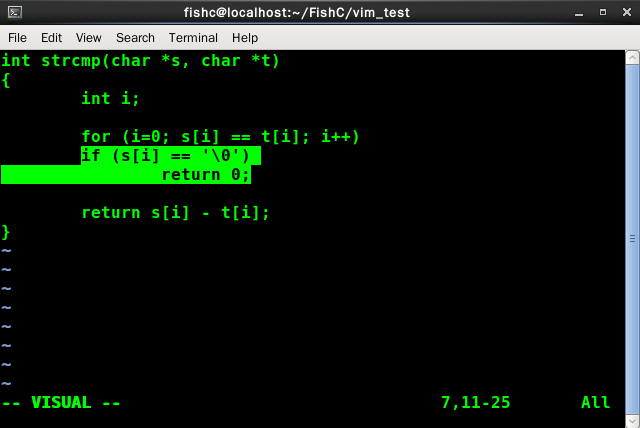 fishc@localhost:~/FishC/vim_test
File Edit View Search Terminal Help
int strcmp(char *s, char *t)
{
        int i;

        for (i=0; s[i] == t[i]; i++)
        if (s[i] == '\0')
                return 0;

        return s[i] - t[i];
}
~
~
~
~
~
~
~
~
-- VISUAL --                                7,11-25       All